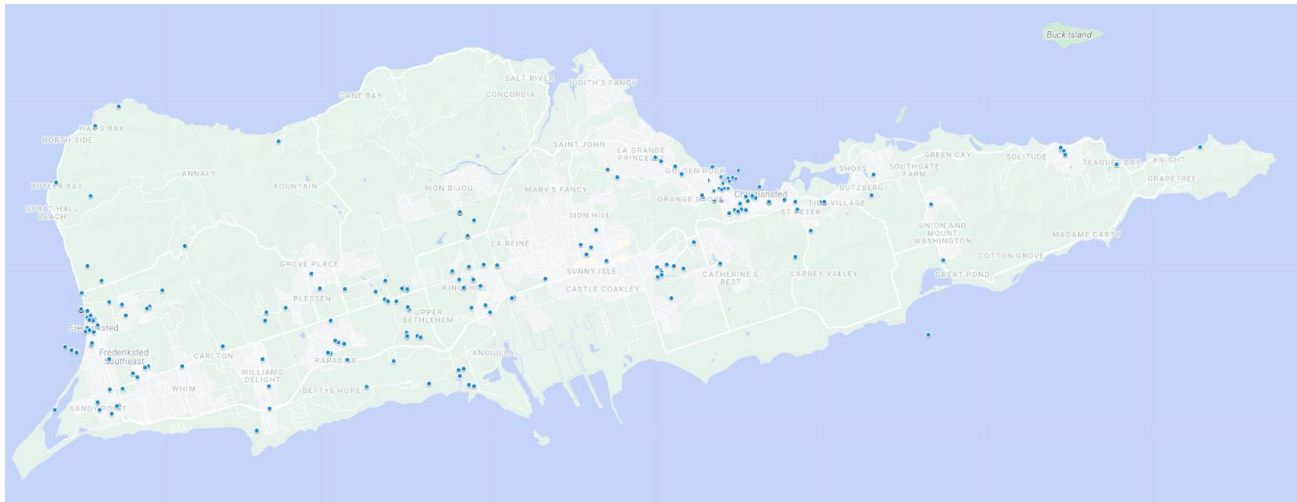 Buck Island
SALT RIVER
JUDITH'S FANCY
CANE BAY
CONCORDIA
HAMS BAY
NORTH SIDE
SAINT JOHN
LA GRANDE
PRINCESSE
GREEN CAY
SOLITUDE
TEAGUES BAY
KNIGHT
SHOYS
SOUTHGATE
FARM
GOLDEN ROCK
ANNALY
FOUNTAIN
BUTLER BAY
MON BIJOU
MARY'S FANCY
BUTZBERG
GRAPETREE
Christiansted
ORANGE GROVE
SPRAT HALL
BEACH
ST PETER
VILLAGE
SION HILL
UNION AND
MOUNT
WASHINGTON
MADAME CARTY
LA REINE
COTTON GROVE
GROVE PLACE
SUNNY ISLE
CATHERINE'S
REST
LAPREY VALLEY
GREAT POND
KINGSHILL
CASTLE COAKLEY
PLESSEN
UPPER
BETHLEHEM
Frederiksted
Frederiksted
Southeast
CARLTON
PARADISE
ANGUILLA
WILLIAMS
DELIGHT
WHIM
BETTYS HOPE
SANDY POINT